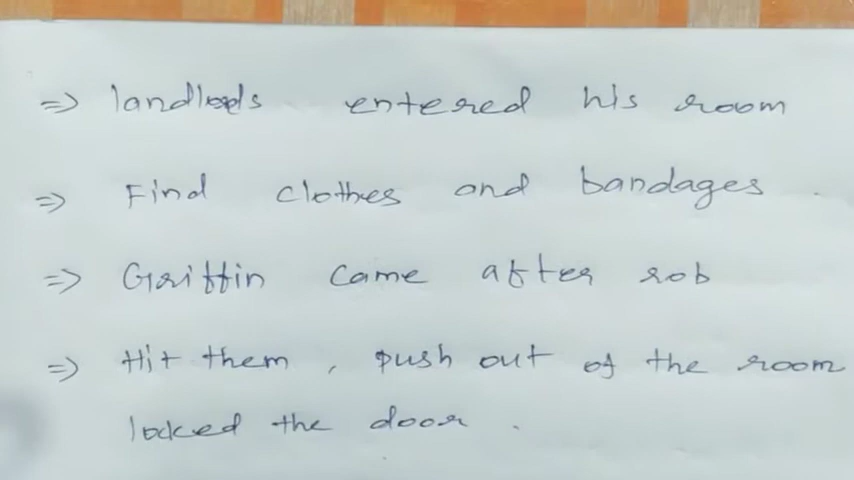 => landlords entered his room
=> Find clothes and bandages.
=> Griffin came after rob
=> Hit them, push out of the room
locked the door.